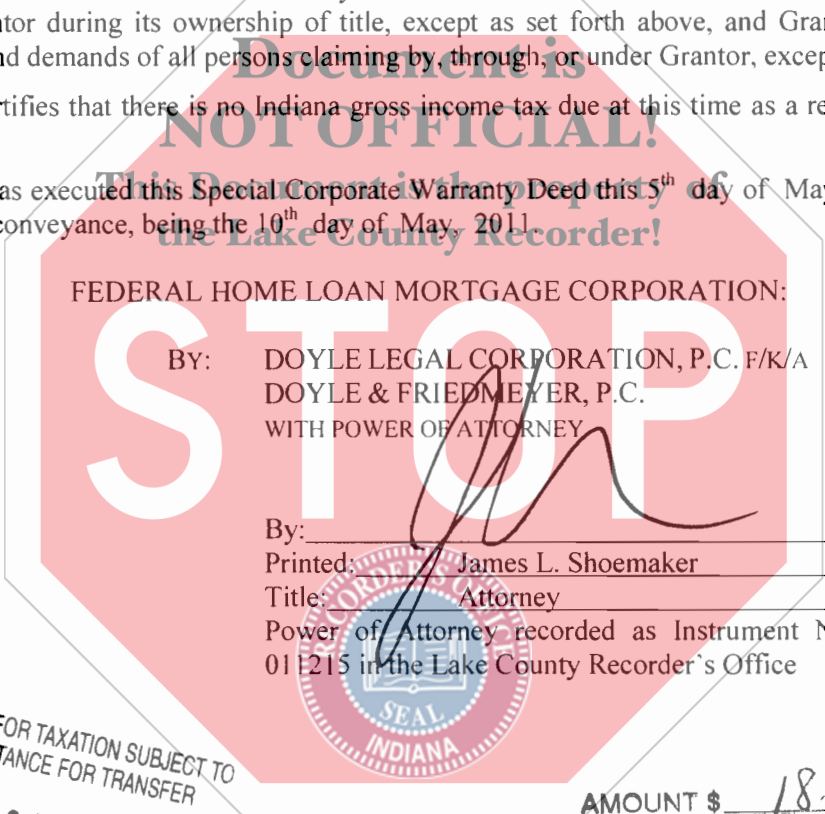 ntor during its ownership of title, except as set forth above, and Gran
nd demands of all persons claiming by, through, or under Grantor, excep
Document is
rtifies that there is no Indiana gross income tax due at this time as a re
NOT OFFICIAL!
as executed this Special Corporate Warranty Deed this 5th day of May
This Document is the property of
conveyance, being the 10th day of May, 2011.
the Lake County Recorder!
FEDERAL HOME LOAN MORTGAGE CORPORATION:
STOP
BY: DOYLE LEGAL CORPORATION, P.C. F/K/A
DOYLE & FRIEDMEYER, P.C.
WITH POWER OF ATTORNEY
By:
Printed: James L. Shoemaker
Title: Attorney
Power of Attorney recorded as Instrument N
011215 in the Lake County Recorder's Office
RECORDER'S OFFICE
SEAL
INDIANA
FOR TAXATION SUBJECT TO
TANCE FOR TRANSFER
AMOUNT $ 18-